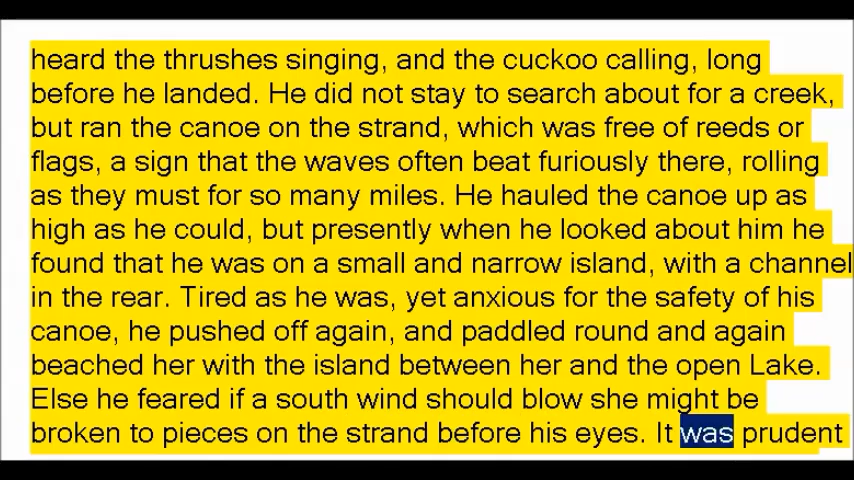 heard the thrushes singing, and the cuckoo calling, long
before he landed. He did not stay to search about for a creek,
but ran the canoe on the strand, which was free of reeds or
flags, a sign that the waves often beat furiously there, rolling
as they must for so many miles. He hauled the canoe up as
high as he could, but presently when he looked about him he
found that he was on a small and narrow island, with a channel
in the rear. Tired as he was, yet anxious for the safety of his
canoe, he pushed off again, and paddled round and again
beached her with the island between her and the open Lake.
Else he feared if a south wind should blow she might be
broken to pieces on the strand before his eyes. It was prudent